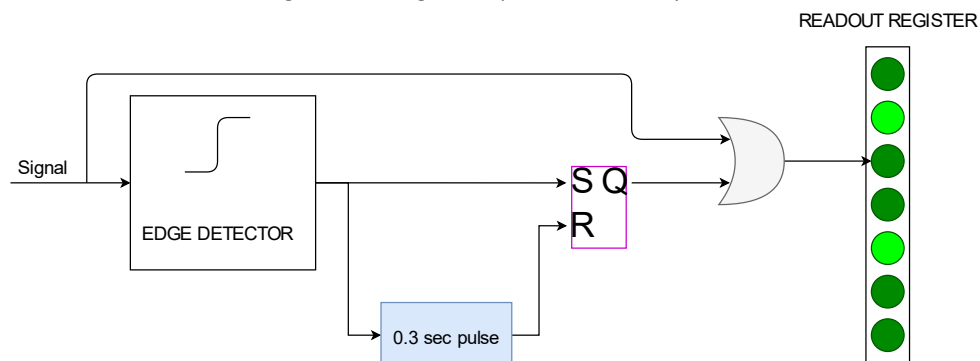 READOUT REGISTER
Signal
S Q
EDGE DETECTOR
R
0.3 sec pulse